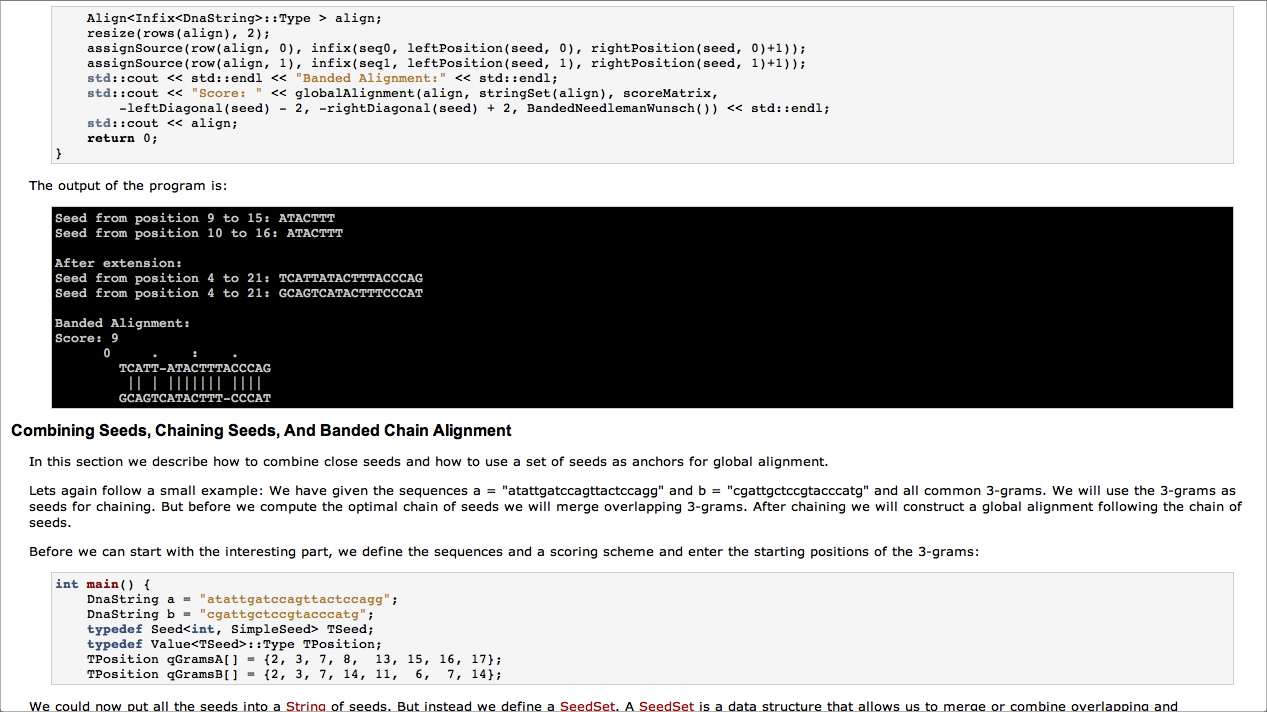 Align<Infix<DnaString>::Type > align;
resize(rows(align), 2);
assignSource(row(align, 0), infix(seq0, leftPosition(seed, 0), rightPosition(seed, 0)+1));
assignSource(row(align, 1), infix(seq1, leftPosition(seed, 1), rightPosition(seed, 1)+1));
std::cout << std::endl << "Banded Alignment:" << std::endl;
std::cout << "Score: " << globalAlignment(align, stringSet(align), scoreMatrix,
-leftDiagonal(seed) - 2, -rightDiagonal(seed) + 2, BandedNeedlemanWunsch()) << std::endl;
std::cout << align;
return 0;
}
The output of the program is:
Seed from position 9 to 15: ATACTTT
Seed from position 10 to 16: ATACTTT
After extension:
Seed from position 4 to 21: TCATTATACTTTACCCAG
Seed from position 4 to 21: GCAGTCATACTTTCCCAT
Banded Alignment:
Score: 9
0     .    :    .
TCATT-ATACTTTACCCAG
 || | ||||||| ||||
GCAGTCATACTTT-CCCAT
Combining Seeds, Chaining Seeds, And Banded Chain Alignment
In this section we describe how to combine close seeds and how to use a set of seeds as anchors for global alignment.
Lets again follow a small example: We have given the sequences a = "atattgatccagttactccagg" and b = "cgattgctccgtacccatg" and all common 3-grams. We will use the 3-grams as
seeds for chaining. But before we compute the optimal chain of seeds we will merge overlapping 3-grams. After chaining we will construct a global alignment following the chain of
seeds.
Before we can start with the interesting part, we define the sequences and a scoring scheme and enter the starting positions of the 3-grams:
int main() {
DnaString a = "atattgatccagttactccagg";
DnaString b = "cgattgctccgtacccatg";
typedef Seed<int, SimpleSeed> TSeed;
typedef Value<TSeed>::Type TPosition;
TPosition qGramsA[] = {2, 3, 7, 8,  13, 15, 16, 17};
TPosition qGramsB[] = {2, 3, 7, 14, 11,  6,  7, 14};
We could now put all the seeds into a String of seeds. But instead we define a SeedSet. A SeedSet is a data structure that allows us to merge or combine overlapping and